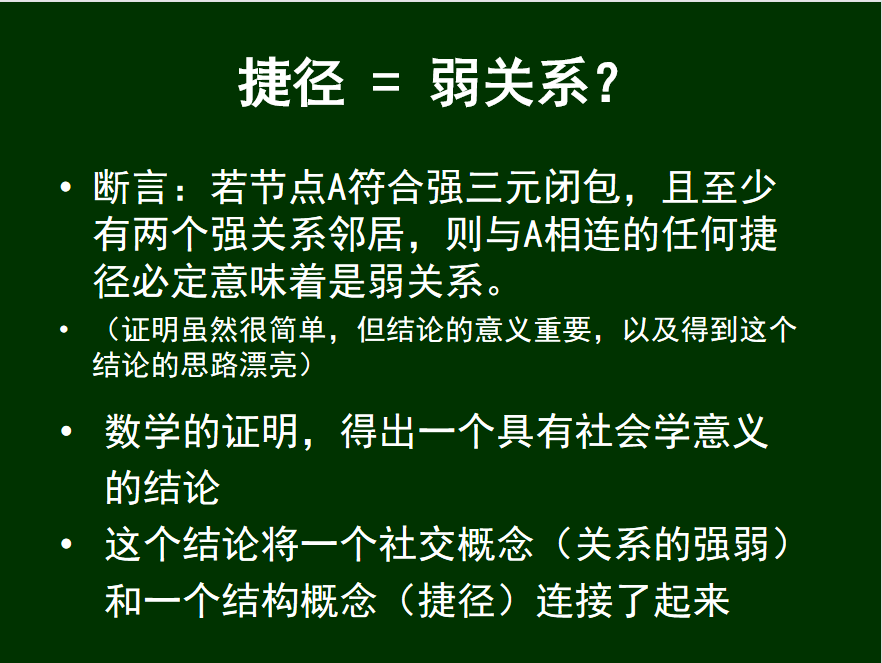 捷径 = 弱关系?
• 断言：若节点A符合强三元闭包，且至少
有两个强关系邻居，则与A相连的任何捷
径必定意味着是弱关系。
• （证明虽然很简单，但结论的意义重要，以及得到这个
结论的思路漂亮）
• 数学的证明，得出一个具有社会学意义
的结论
• 这个结论将一个社交概念（关系的强弱）
和一个结构概念（捷径）连接了起来